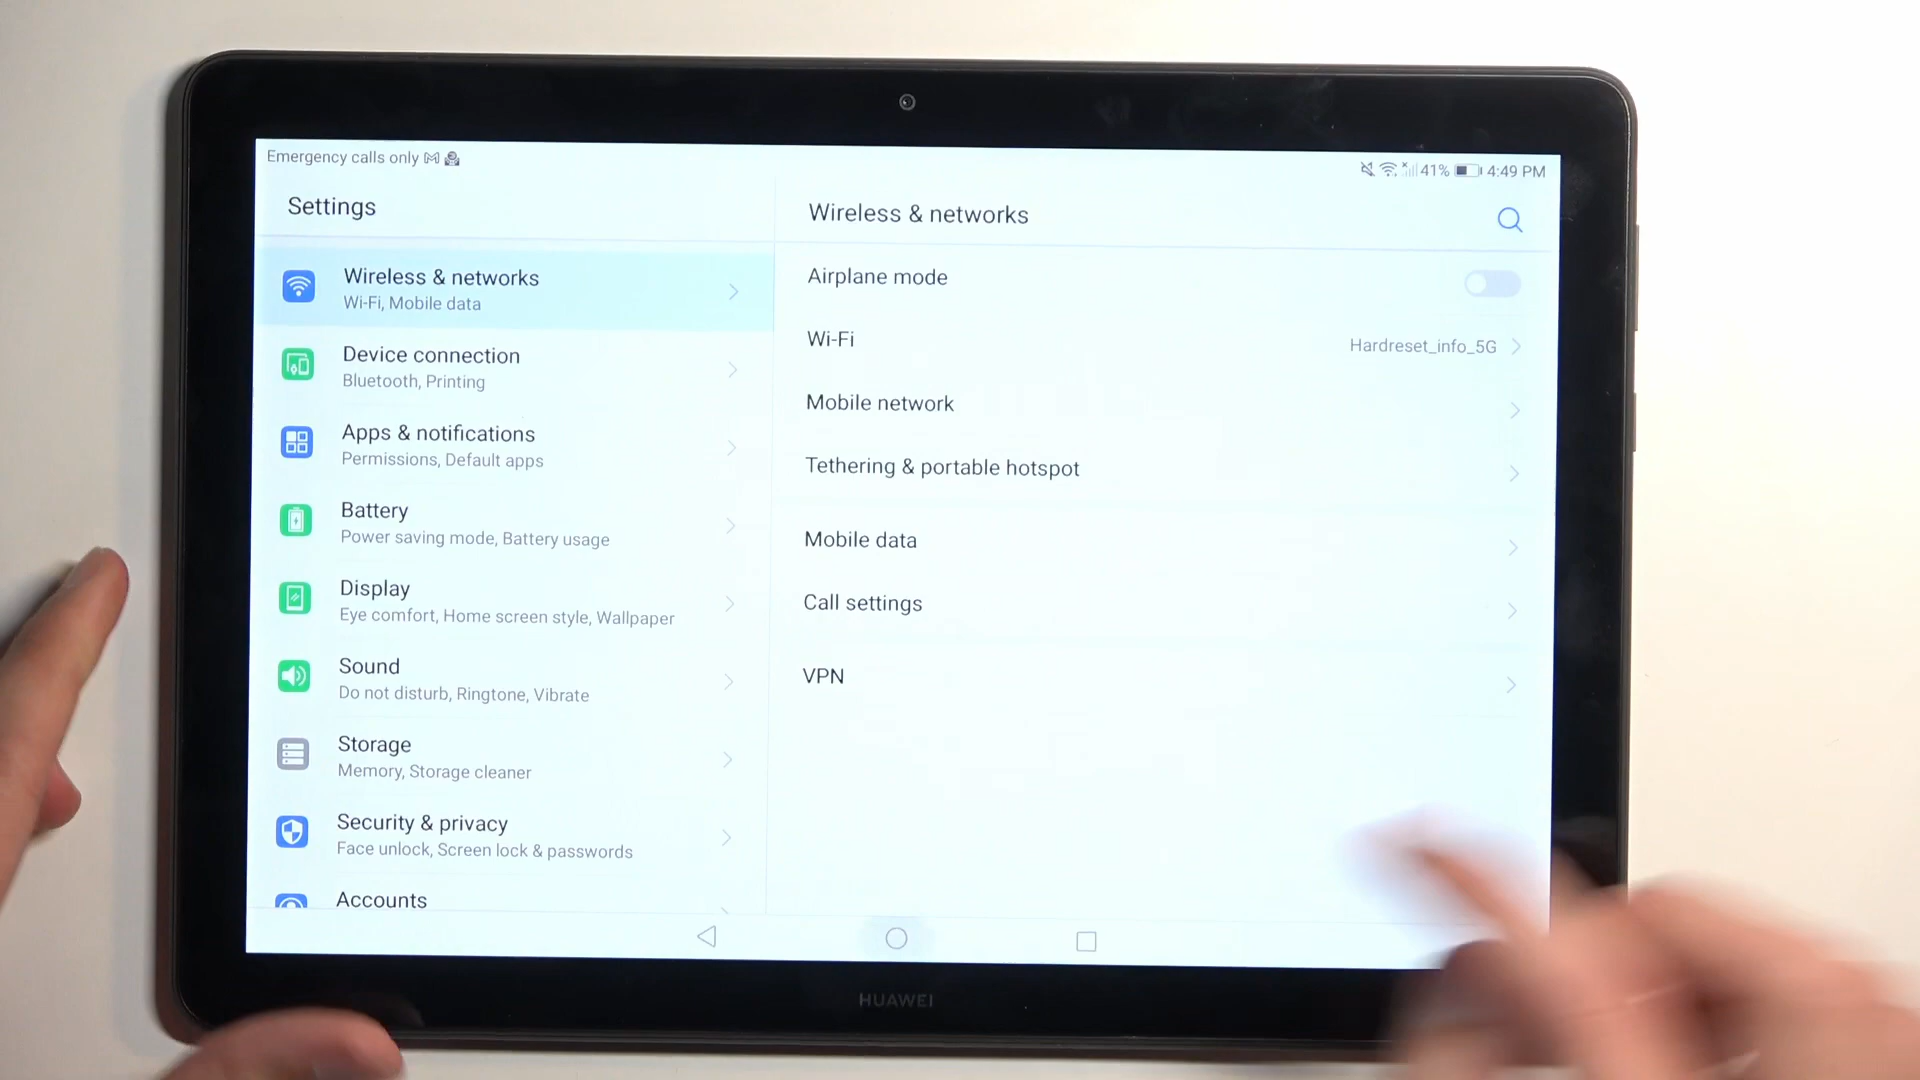 Emergency calls only
41% 4:49 PM
Settings
Wireless & networks
Wi-Fi, Mobile data
Device connection
Bluetooth, Printing
Apps & notifications
Permissions, Default apps
Battery
Power saving mode, Battery usage
Display
Eye comfort, Home screen style, Wallpaper
Sound
Do not disturb, Ringtone, Vibrate
Storage
Memory, Storage cleaner
Security & privacy
Face unlock, Screen lock & passwords
Accounts
Wireless & networks
Airplane mode
Wi-Fi Hardreset_info_5G
Mobile network
Tethering & portable hotspot
Mobile data
Call settings
VPN
HUAWEI